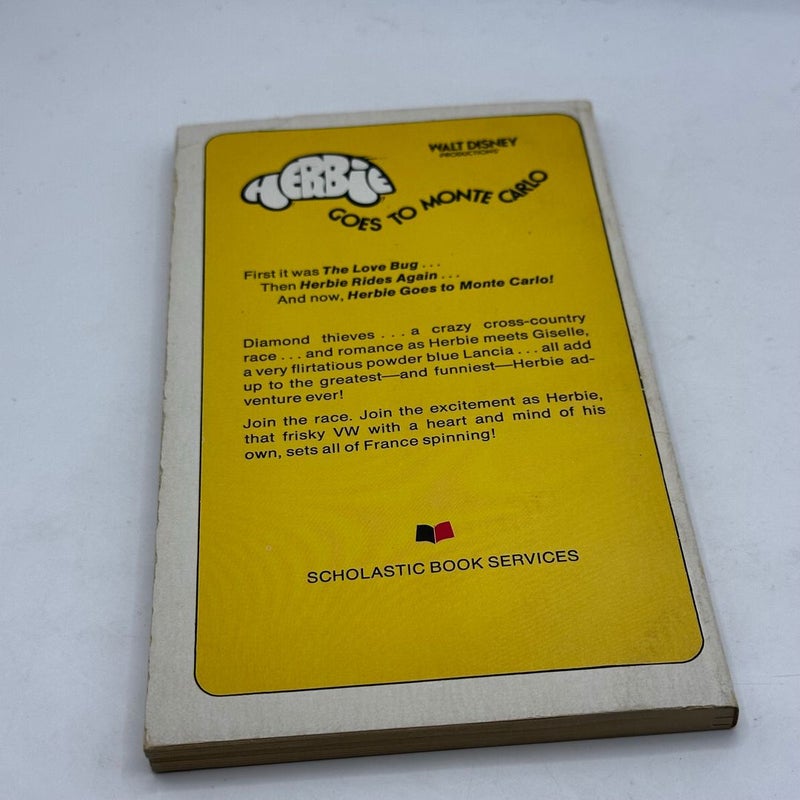 WALT DISNEY
PRODUCTIONS'
HERBIE
GOES TO MONTE CARLO
First it was The Love Bug . . .
Then Herbie Rides Again . . .
And now, Herbie Goes to Monte Carlo!
Diamond thieves . . . a crazy cross-country
race . . . and romance as Herbie meets Giselle,
a very flirtatious powder blue Lancia . . . all add
up to the greatest—and funniest—Herbie ad-
venture ever!
Join the race. Join the excitement as Herbie,
that frisky VW with a heart and mind of his
own, sets all of France spinning!
SCHOLASTIC BOOK SERVICES